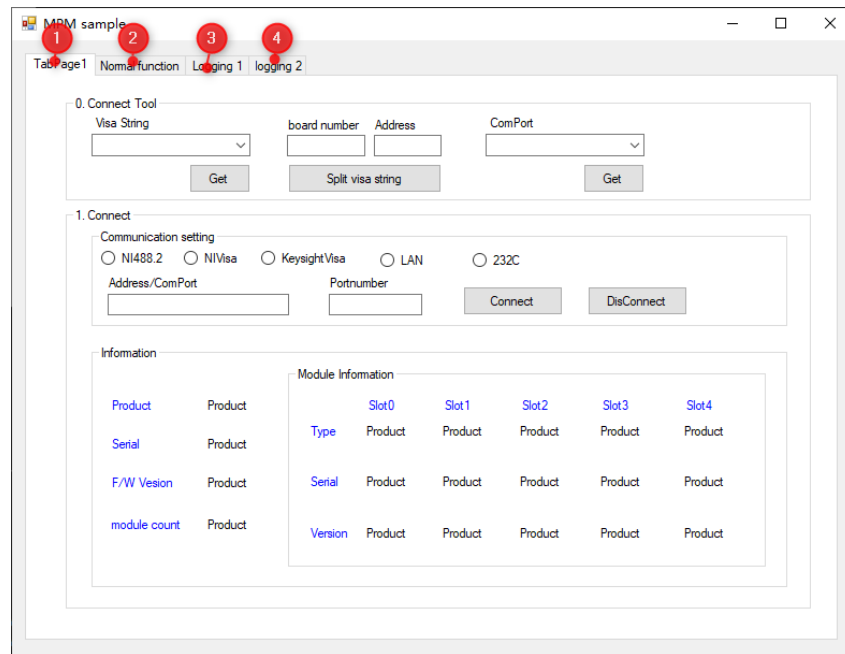 MPM sample
1 2 3 4
TabPage1 Normal function Logging 1 logging 2
0. Connect Tool
Visa String board number Address ComPort
Get Split visa string Get
1. Connect
Communication setting
NI488.2 NIVisa KeysightVisa LAN 232C
Address/ComPort Portnumber
Connect DisConnect
Information
Module Information
Slot0 Slot1 Slot2 Slot3 Slot4
Product Product
Type Product Product Product Product Product
Serial Product
F/W Vesion Product
Serial Product Product Product Product Product
module count Product
Version Product Product Product Product Product